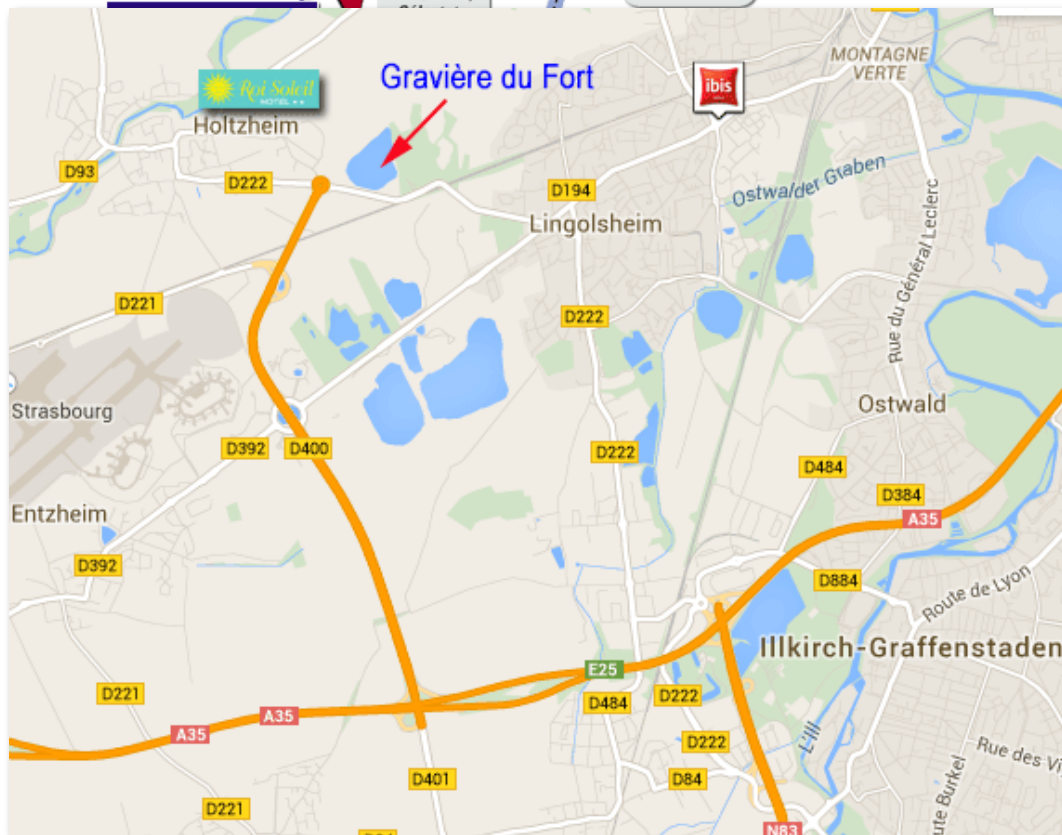 MONTAGNE
VERTE
Roi Soleil
HOTEL
Gravière du Fort
ibis
Holtzheim
D93
D222
D194
Ostwalder Graben
Lingolsheim
Rue du Général Leclerc
D221
D222
Strasbourg
Ostwald
D392
D400
D222
D484
D384
A35
Entzheim
D392
D884
Route de Lyon
Illkirch-Graffenstaden
E25
D221
D484
D222
A35
A35
D222
L'Ill
Rue des Vi
D401
D84
D221
ute Burkel
N83